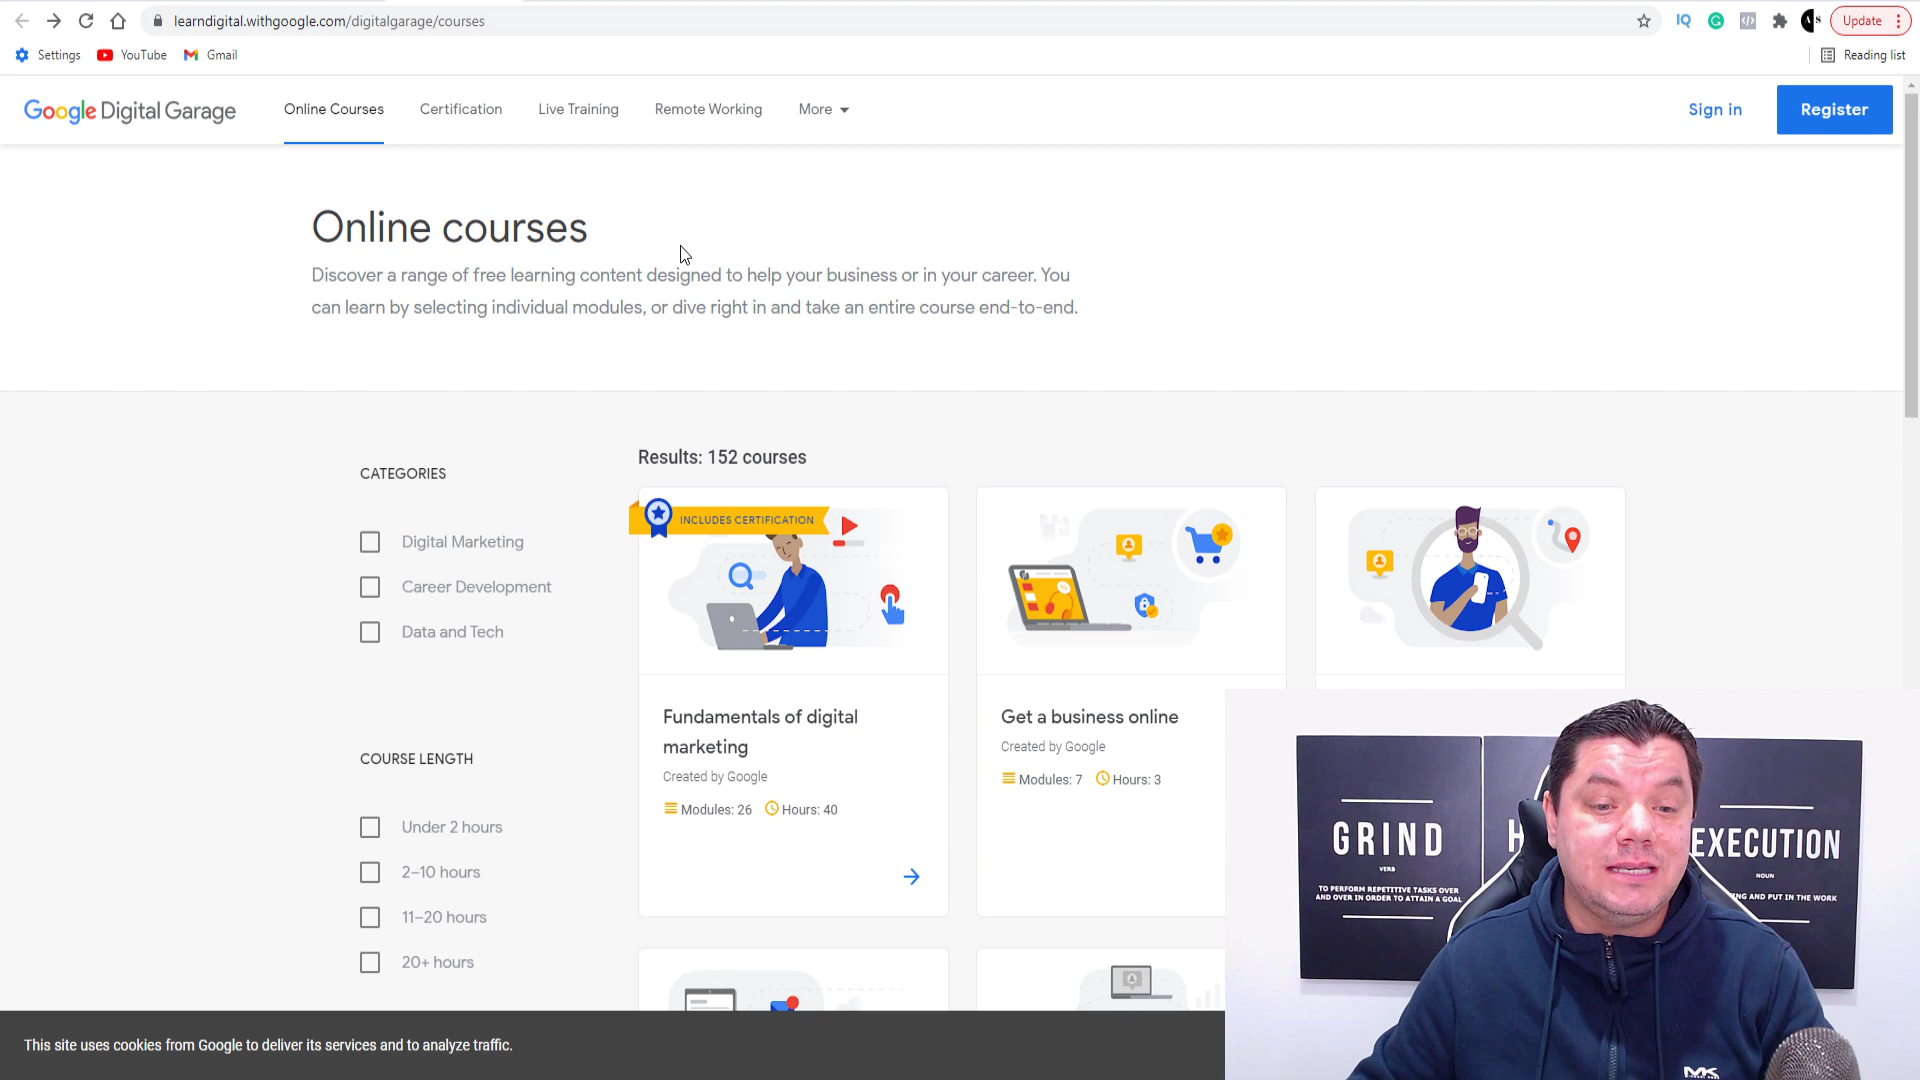 learndigital.withgoogle.com/digitalgarage/courses
Update
Settings
YouTube
Gmail
Reading list
Google Digital Garage
Online Courses
Certification
Live Training
Remote Working
More
Sign in
Register
Online courses
Discover a range of free learning content designed to help your business or in your career. You
can learn by selecting individual modules, or dive right in and take an entire course end-to-end.
CATEGORIES
Digital Marketing
Career Development
Data and Tech
COURSE LENGTH
Under 2 hours
2–10 hours
11–20 hours
20+ hours
Results: 152 courses
INCLUDES CERTIFICATION
Fundamentals of digital
marketing
Created by Google
Modules: 26
Hours: 40
Get a business online
Created by Google
Modules: 7
Hours: 3
GRIND
VERB
TO PERFORM REPETITIVE TASKS OVER
AND OVER IN ORDER TO ATTAIN A GOAL
H
EXECUTION
NOUN
NG AND PUT IN THE WORK
MK
This site uses cookies from Google to deliver its services and to analyze traffic.